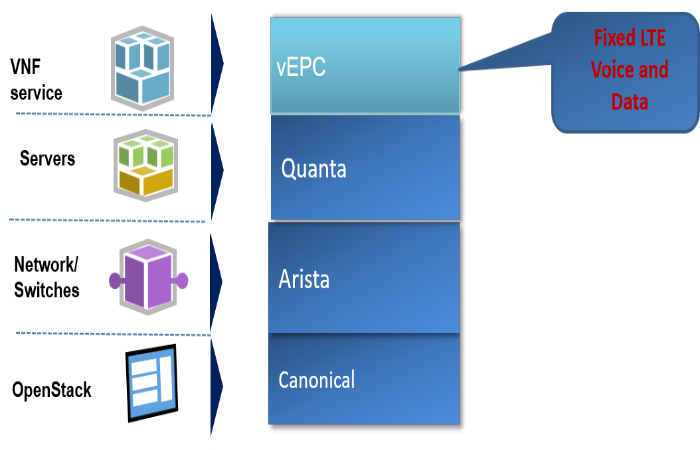 VNF
service
vEPC
Fixed LTE
Voice and
Data
Servers
Quanta
Network/
Switches
Arista
OpenStack
Canonical